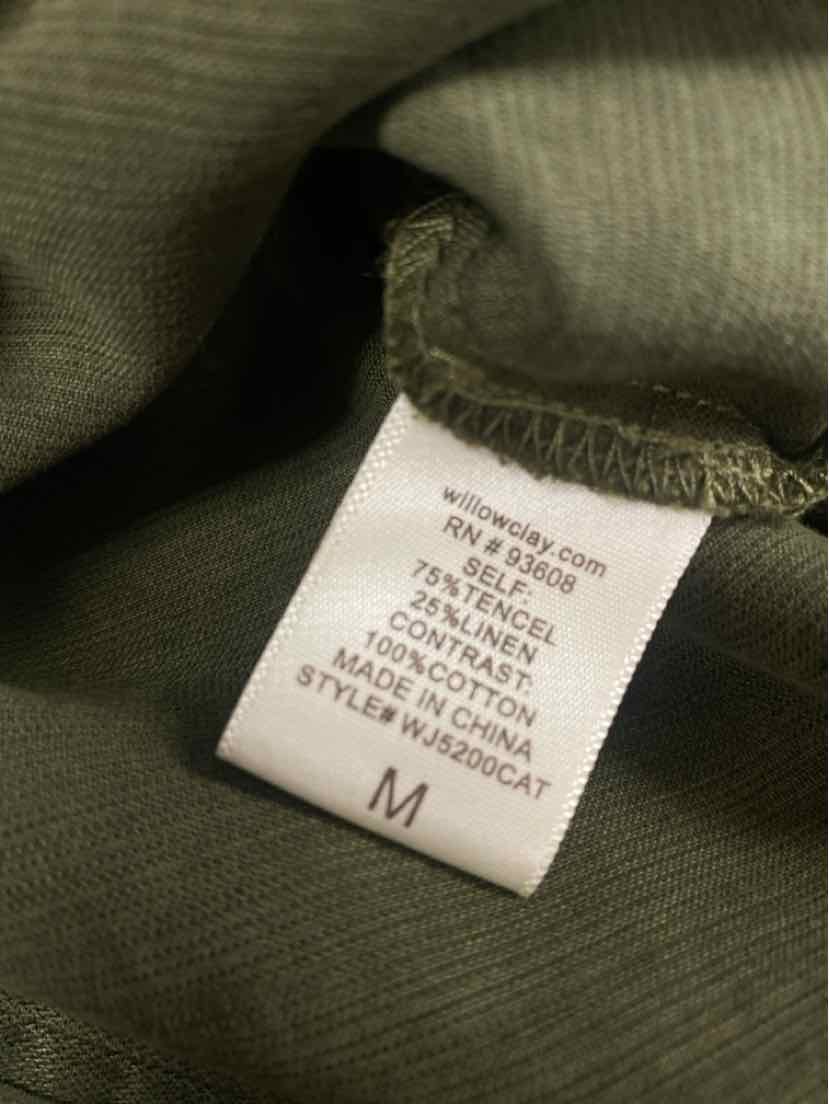 willowclay.com
RN # 93608
SELF:
75%TENCEL
25%LINEN
CONTRAST:
100%COTTON
MADE IN CHINA
STYLE# WJ5200CAT
M